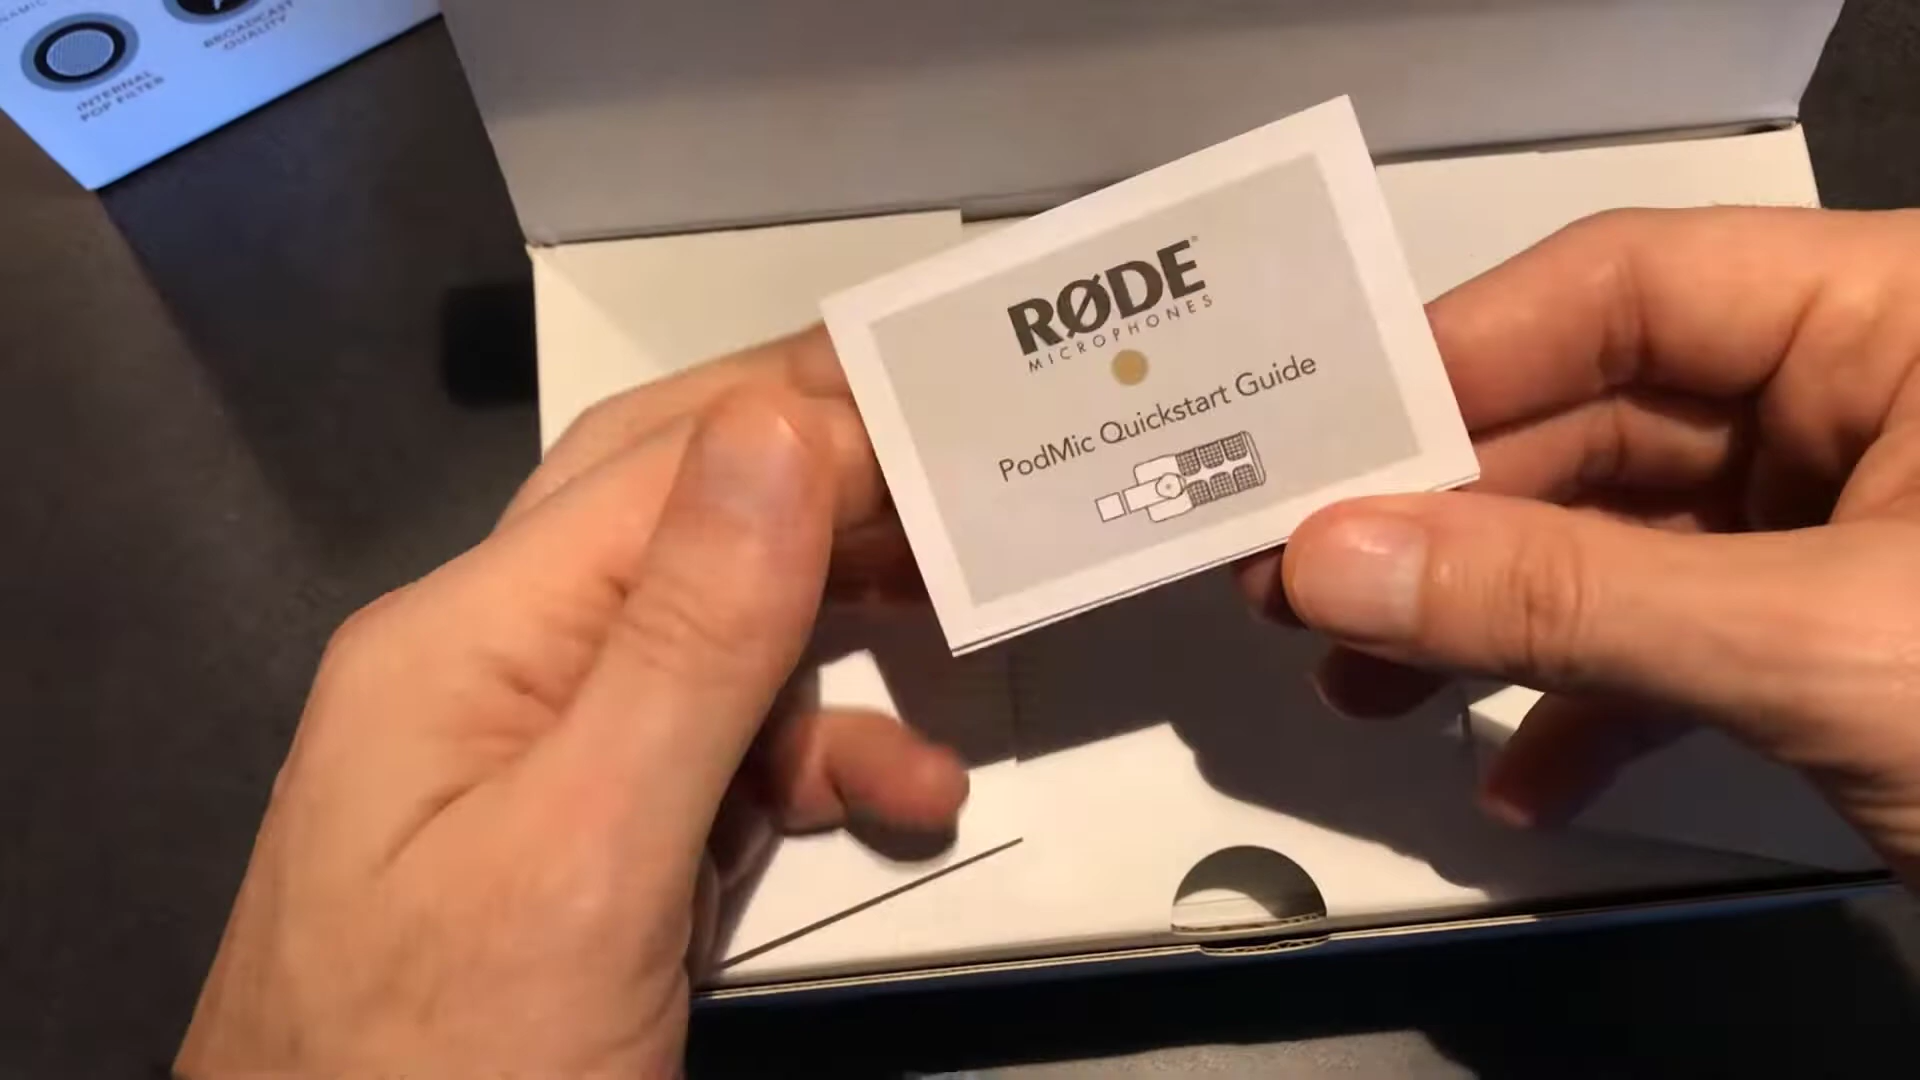 BROADCAST
QUALITY
INTERNAL
POP FILTER
RØDE
MICROPHONES
PodMic Quickstart Guide